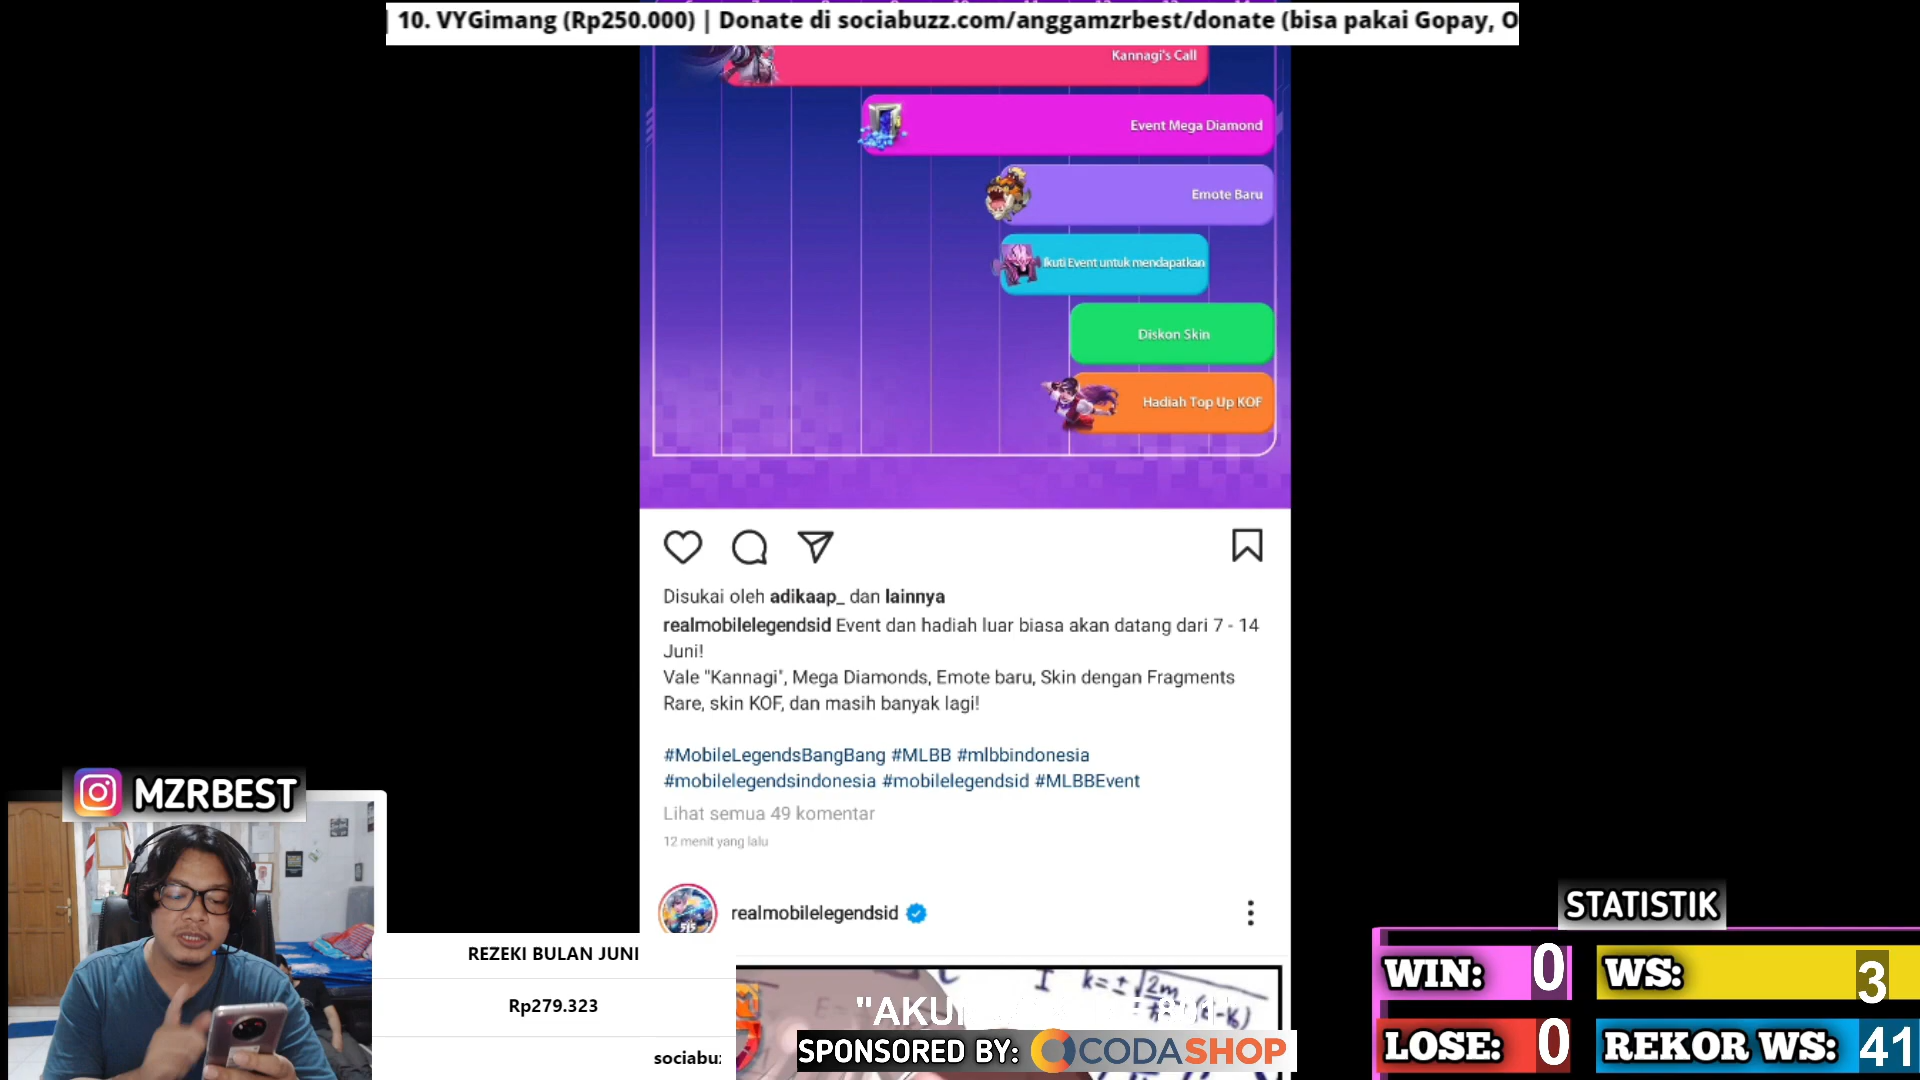 10. VYGimang (Rp250.000) | Donate di sociabuzz.com/anggamzrbest/donate (bisa pakai Gopay, O
Kannagi's Call
Event Mega Diamond
Emote Baru
Ikuti Event untuk mendapatkan
Diskon Skin
Hadiah Top Up KOF
Disukai oleh adikaap_ dan lainnya
realmobilelegendsid Event dan hadiah luar biasa akan datang dari 7 - 14
Juni!
Vale "Kannagi", Mega Diamonds, Emote baru, Skin dengan Fragments
Rare, skin KOF, dan masih banyak lagi!
#MobileLegendsBangBang #MLBB #mlbbindonesia
#mobilelegendsindonesia #mobilelegendsid #MLBBEvent
Lihat semua 49 komentar
12 menit yang lalu
515
realmobilelegendsid
MZRBEST
REZEKI BULAN JUNI
Rp279.323
sociabuz
SPONSORED BY: CODASHOP
STATISTIK
WIN: 0
WS: 3
LOSE: 0
REKOR WS: 41